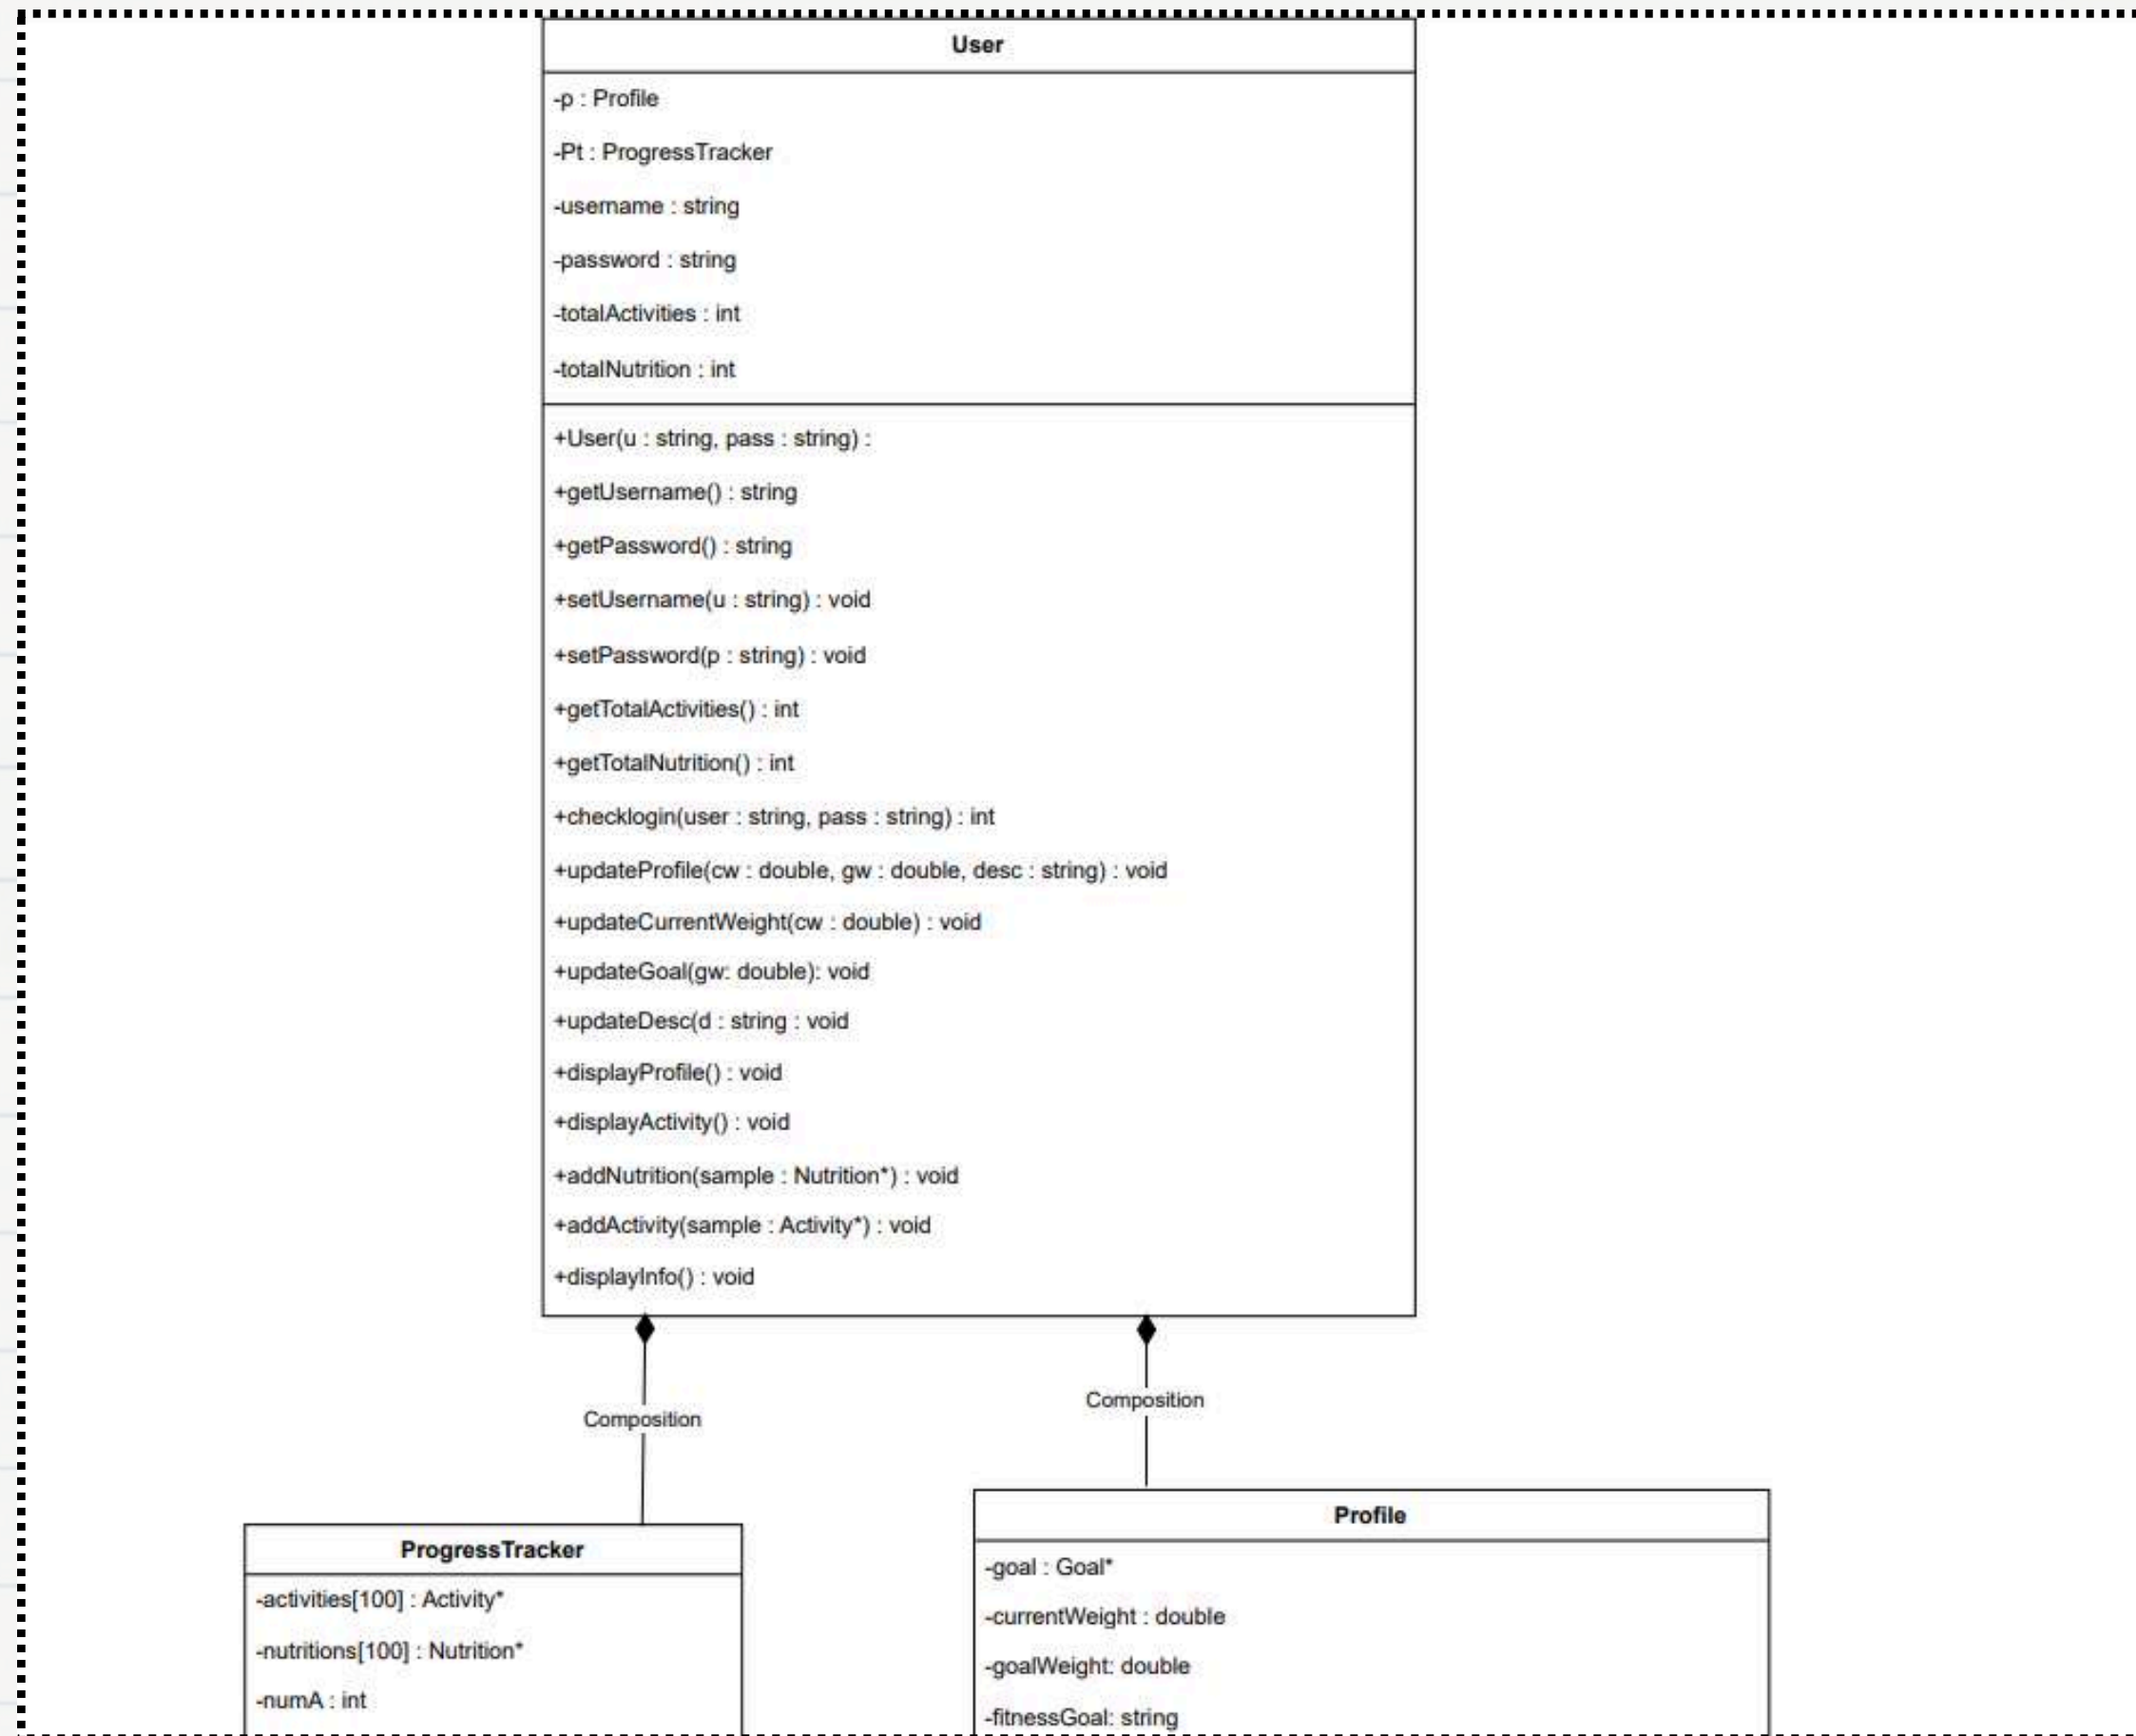 User
-p : Profile
-Pt : ProgressTracker
-username : string
-password : string
-totalActivities : int
-totalNutrition : int
+User(u : string, pass : string) :
+getUsername() : string
+getPassword() : string
+setUsername(u : string) : void
+setPassword(p : string) : void
+getTotalActivities() : int
+getTotalNutrition() : int
+checklogin(user : string, pass : string) : int
+updateProfile(cw : double, gw : double, desc : string) : void
+updateCurrentWeight(cw : double) : void
+updateGoal(gw: double): void
+updateDesc(d : string : void
+displayProfile() : void
+displayActivity() : void
+addNutrition(sample : Nutrition*) : void
+addActivity(sample : Activity*) : void
+displayInfo() : void
Composition
Composition
ProgressTracker
-activities[100] : Activity*
-nutritions[100] : Nutrition*
-numA : int
Profile
-goal : Goal*
-currentWeight : double
-goalWeight: double
-fitnessGoal: string